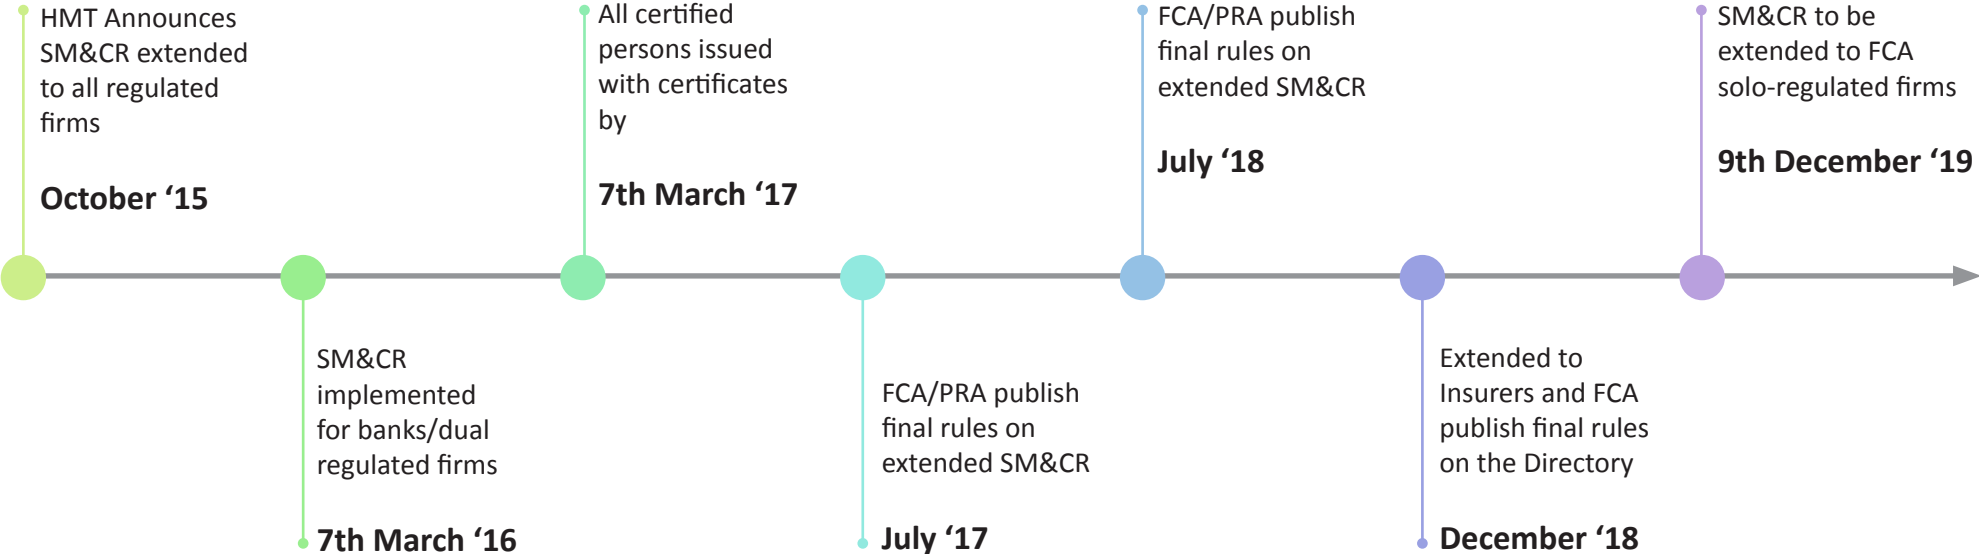 HMT Announces
SM&CR extended
to all regulated
firms
October ‘15
SM&CR
implemented
for banks/dual
regulated firms
7th March ‘16
All certified
persons issued
with certificates
by
7th March ‘17
FCA/PRA publish
final rules on
extended SM&CR
July ‘17
FCA/PRA publish
final rules on
extended SM&CR
July ‘18
Extended to
Insurers and FCA
publish final rules
on the Directory
December ‘18
SM&CR to be
extended to FCA
solo-regulated firms
9th December ‘19